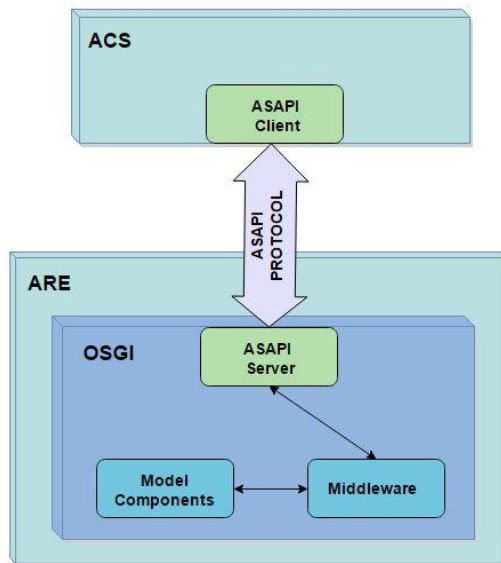 ACS
ASAPI
Client
ASAPI
PROTOCOL
ARE
OSGI
ASAPI
Server
Model
Components
Middleware